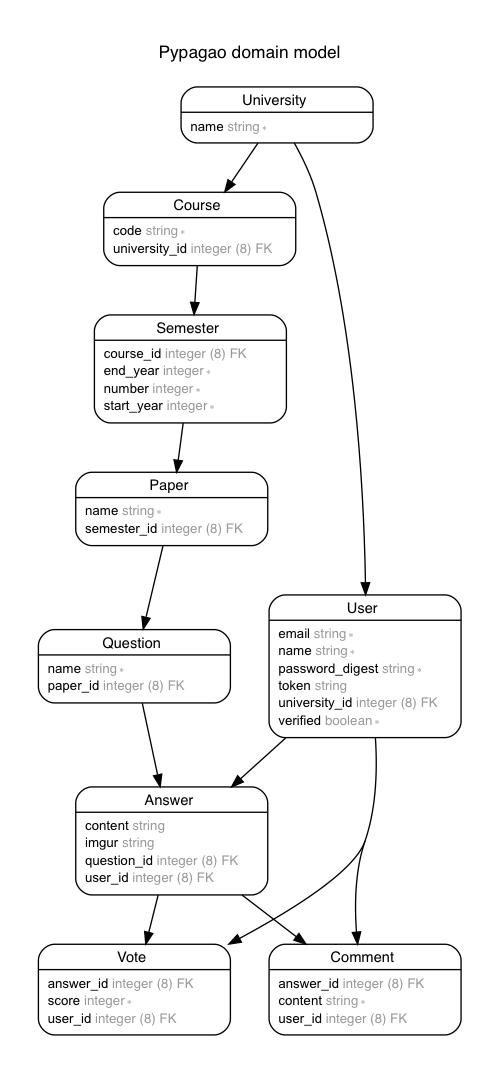 Pypagao domain model
University
name string *
Course
code string *
university_id integer (8) FK
Semester
course_id integer (8) FK
end_year integer *
number integer *
start_year integer *
Paper
name string *
semester_id integer (8) FK
Question
name string *
paper_id integer (8) FK
User
email string *
name string *
password_digest string *
token string
university_id integer (8) FK
verified boolean *
Answer
content string
imgur string
question_id integer (8) FK
user_id integer (8) FK
Vote
answer_id integer (8) FK
score integer *
user_id integer (8) FK
Comment
answer_id integer (8) FK
content string *
user_id integer (8) FK